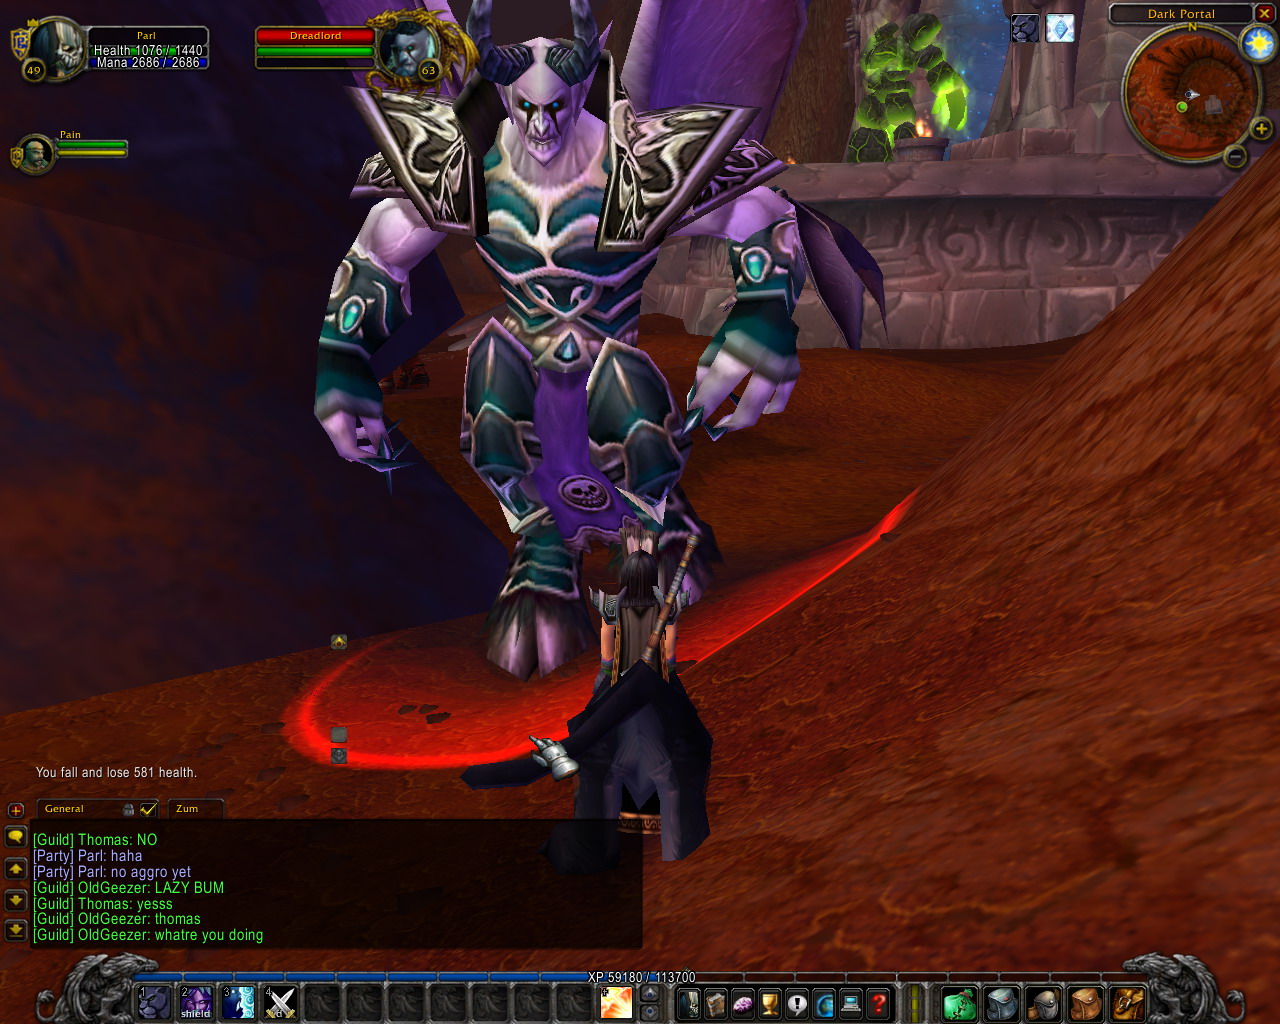 Parl
Health 1076 / 1440
Mana 2686 / 2686
49
Dreadlord
63
Dark Portal
N
Pain
You fall and lose 581 health.
General
Zum
[Guild] Thomas: NO
[Party] Parl: haha
[Party] Parl: no aggro yet
[Guild] OldGeezer: LAZY BUM
[Guild] Thomas: yesss
[Guild] OldGeezer: thomas
[Guild] OldGeezer: whatre you doing
XP 59180 / 113700
1
2
3
4
shield